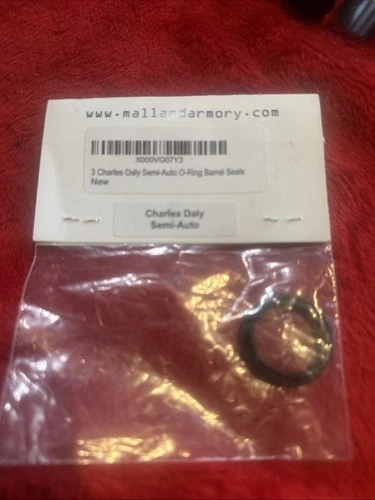 www.mallardarmory.com
X000VG07Y3
3 Charles Daly Semi-Auto O-Ring Barrel Seals
New
Charles Daly
Semi-Auto